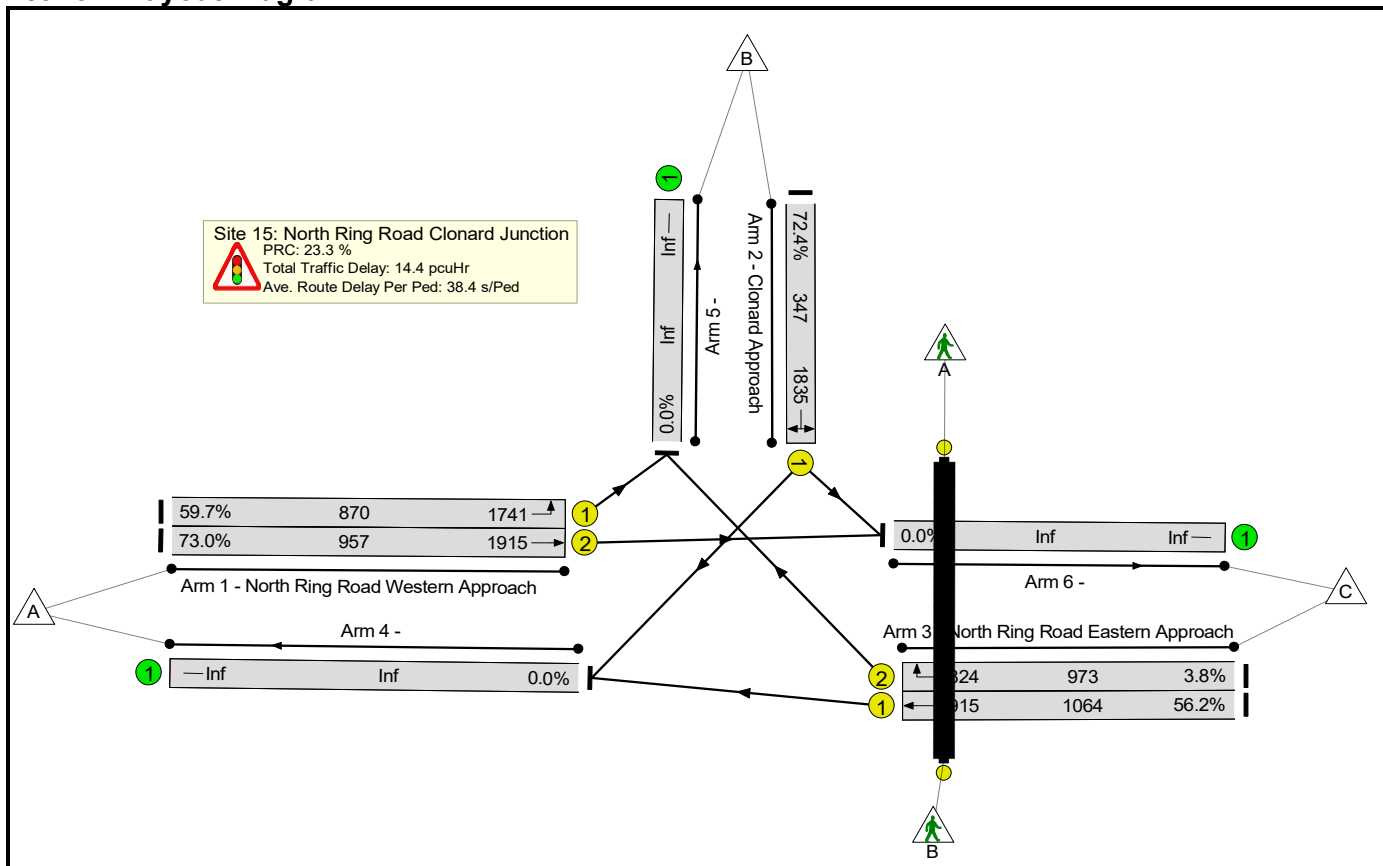 B
Site 15: North Ring Road Clonard Junction
PRC: 23.3 %
Total Traffic Delay: 14.4 pcuHr
Ave. Route Delay Per Ped: 38.4 s/Ped
1
Inf
Inf
0.0%
Arm 5 -
Arm 2 - Clonard Approach
72.4%
347
1835
1
A
59.7% 870 1741
1
73.0% 957 1915
2
Arm 1 - North Ring Road Western Approach
A
Arm 4 -
1
Inf Inf 0.0%
0.0% Inf Inf
1
Arm 6 -
C
Arm 3 North Ring Road Eastern Approach
2
824 973 3.8%
1
915 1064 56.2%
B